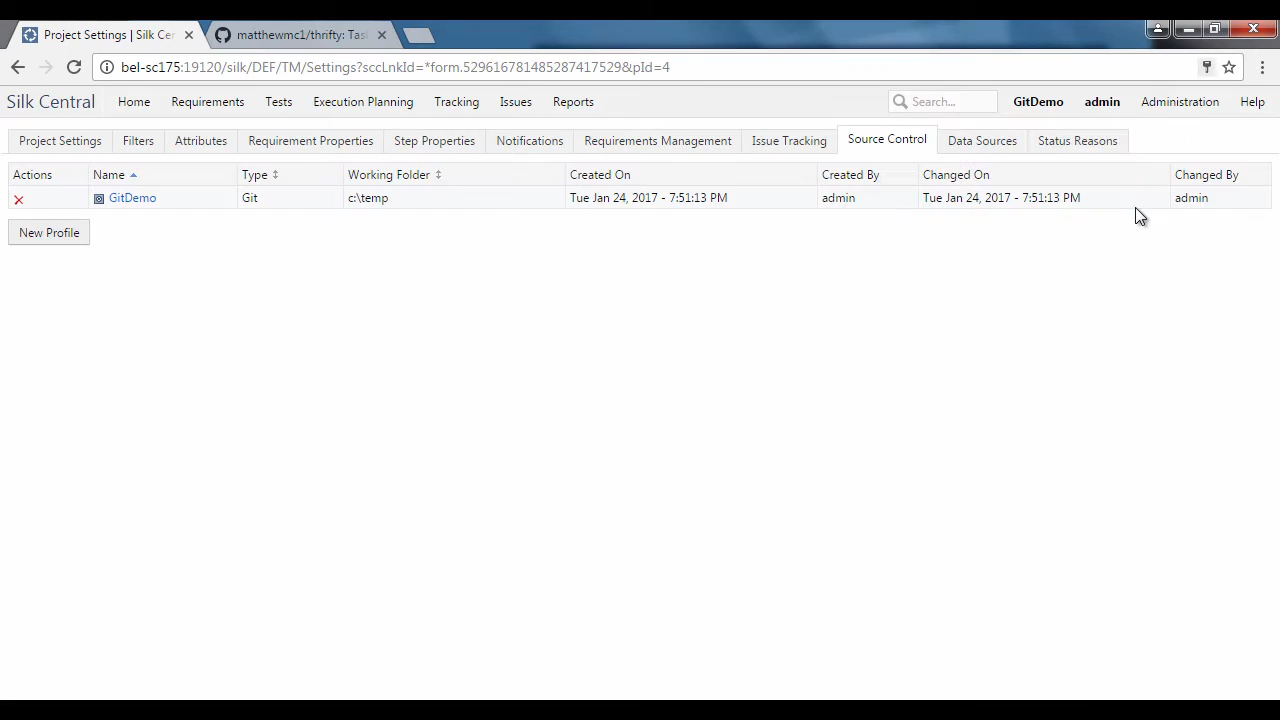 Project Settings | Silk Cer
matthewmc1/thrifty: Tas
bel-sc175:19120/silk/DEF/TM/Settings?sccLnkId=*form.5296167814852874175​29&pId=4
Silk Central Home Requirements Tests Execution Planning Tracking Issues Reports Search... GitDemo admin Administration Help
Project Settings Filters Attributes Requirement Properties Step Properties Notifications Requirements Management Issue Tracking Source Control Data Sources Status Reasons
Actions Name Type Working Folder Created On Created By Changed On Changed By
GitDemo Git c:\temp Tue Jan 24, 2017 - 7:51:13 PM admin Tue Jan 24, 2017 - 7:51:13 PM admin
New Profile